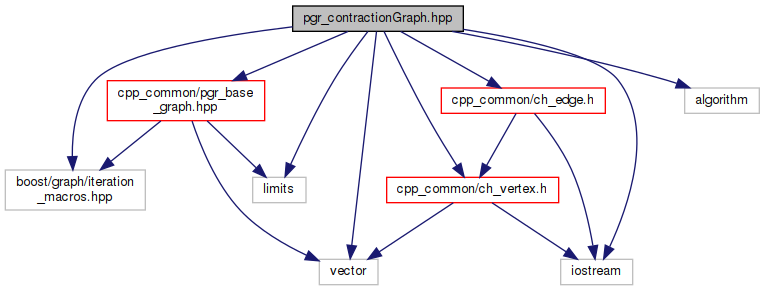 pgr_contractionGraph.hpp
cpp_common/pgr_base
_graph.hpp
cpp_common/ch_edge.h
algorithm
boost/graph/iteration
_macros.hpp
limits
cpp_common/ch_vertex.h
vector
iostream